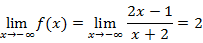 lim f(x) = lim (2x − 1)/(x + 2) = 2
x→−∞ x→−∞